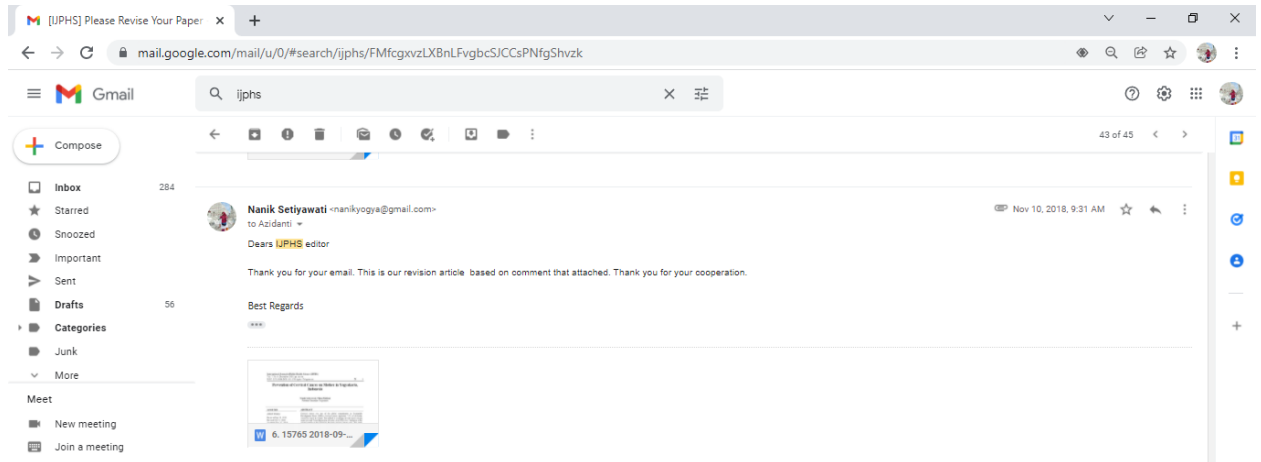 [IJPHS] Please Revise Your Paper
mail.google.com/mail/u/0/#search/ijphs/FMfcgxvzLXBnLFvgbcSJCCsPNfgShvzk
Gmail
ijphs
Compose
43 of 45
Inbox 284
Starred
Snoozed
Important
Sent
Drafts 56
Categories
Junk
More
Meet
New meeting
Join a meeting
Nanik Setiyawati <nanikyogya@gmail.com>
Nov 10, 2018, 9:31 AM
to Azidanti
Dears IJPHS editor
Thank you for your email. This is our revision article based on comment that attached. Thank you for your cooperation.
Best Regards
W 6. 15765 2018-09-...